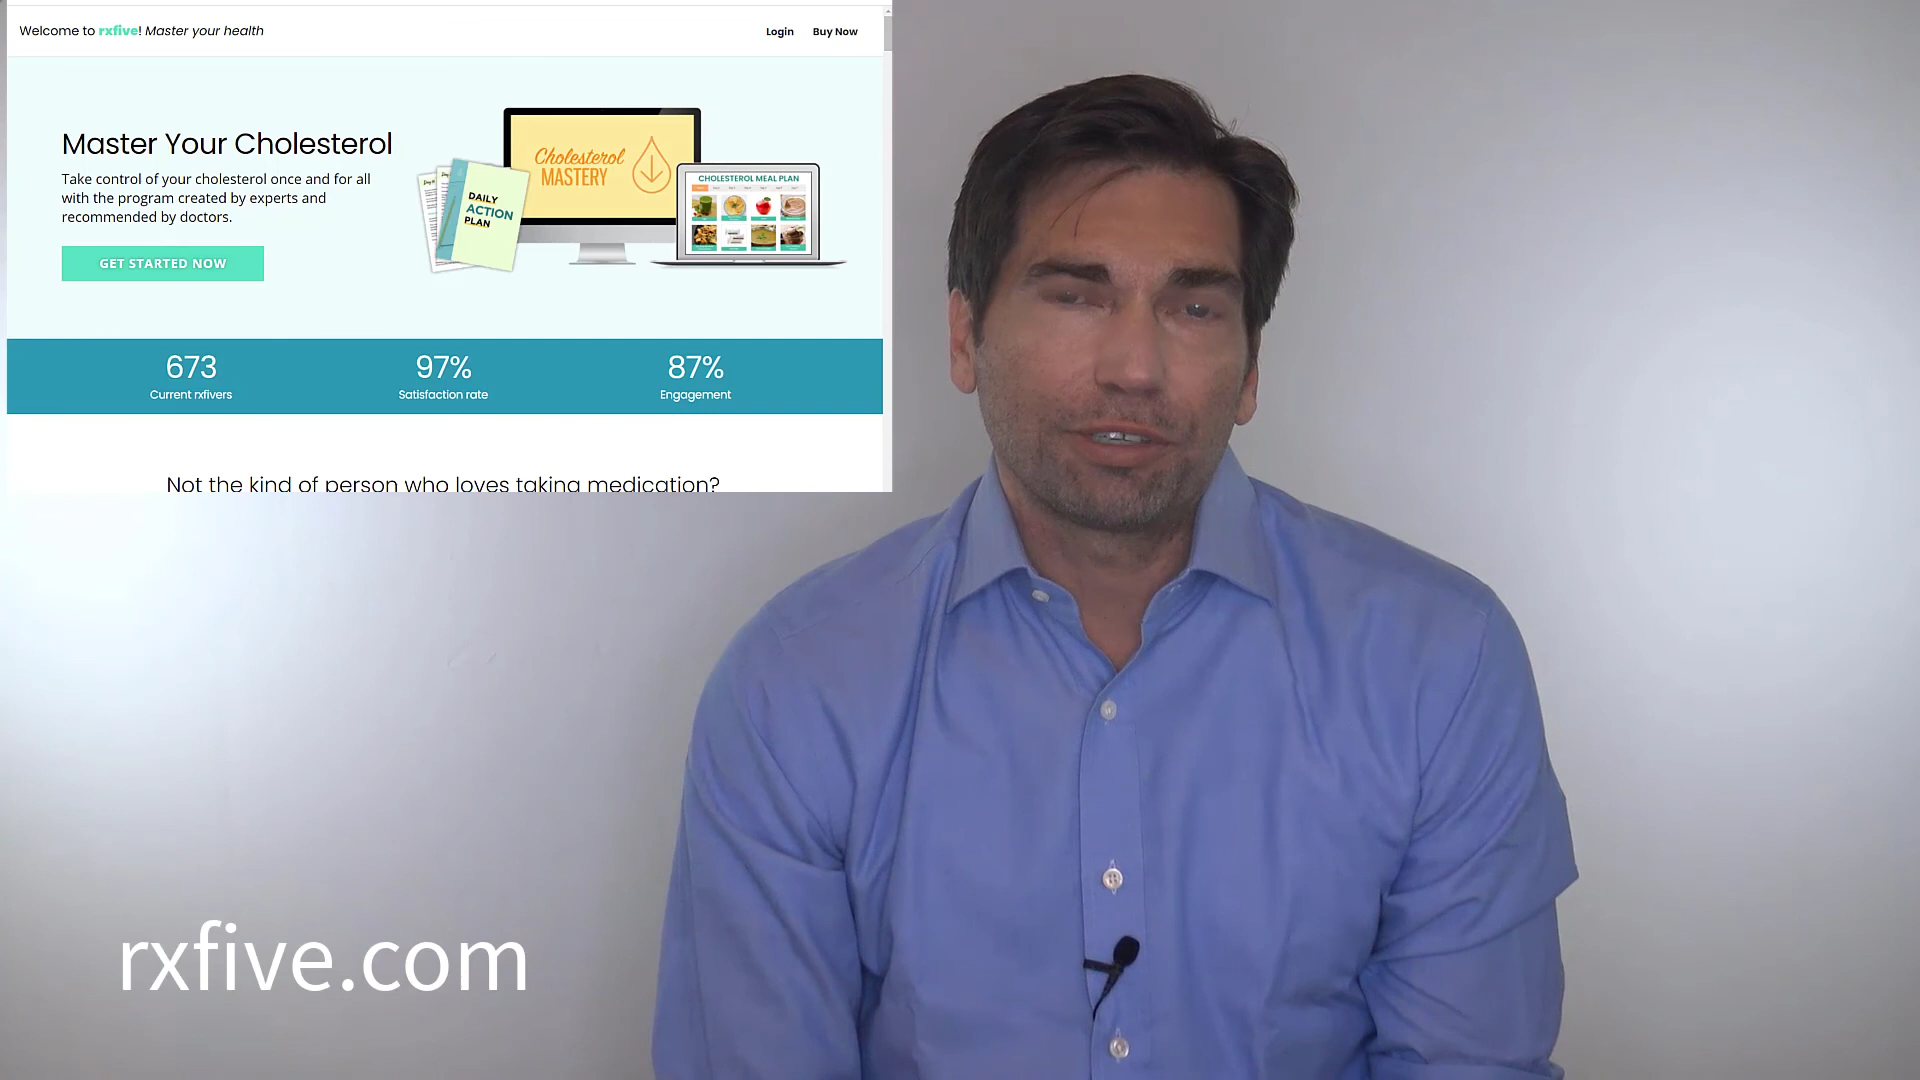 Welcome to rxfive! Master your health
Login
Buy Now
Master Your Cholesterol
Take control of your cholesterol once and for all
with the program created by experts and
recommended by doctors.
GET STARTED NOW
Cholesterol
MASTERY
DAILY
ACTION
PLAN
CHOLESTEROL MEAL PLAN
673
Current rxfivers
97%
Satisfaction rate
87%
Engagement
Not the kind of person who loves taking medication?
rxfive.com